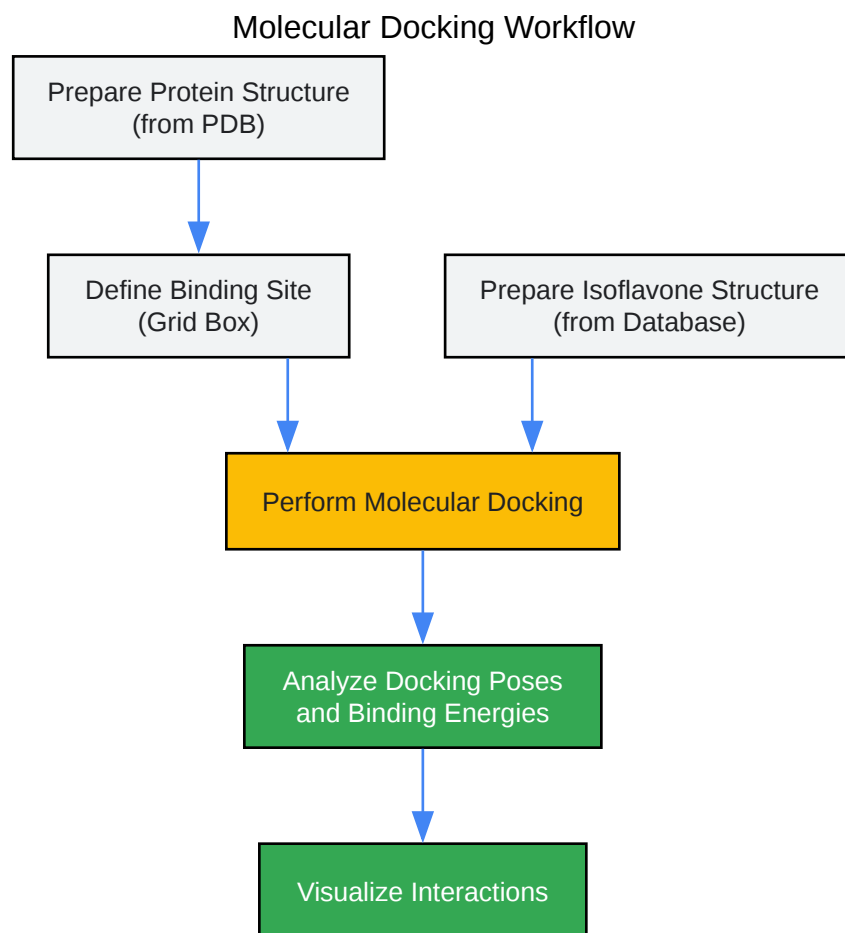 Molecular Docking Workflow
Prepare Protein Structure
(from PDB)
Define Binding Site
(Grid Box)
Prepare Isoflavone Structure
(from Database)
Perform Molecular Docking
Analyze Docking Poses
and Binding Energies
Visualize Interactions